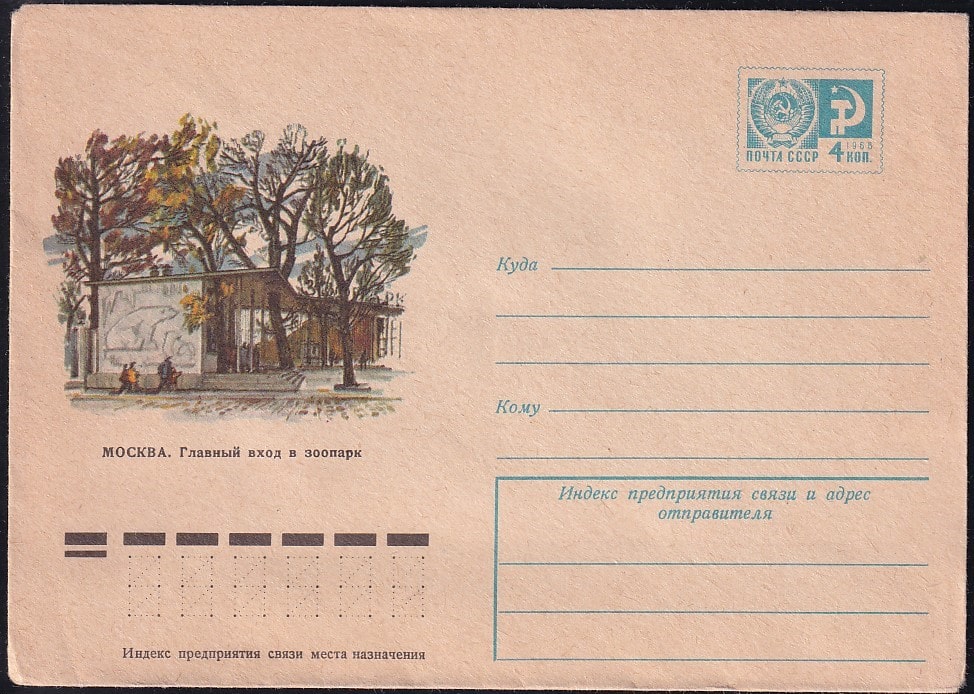 ПОЧТА СССР 4 КОП.
1966
Куда
Кому
МОСКВА. Главный вход в зоопарк
Индекс предприятия связи и адрес
отправителя
Индекс предприятия связи места назначения